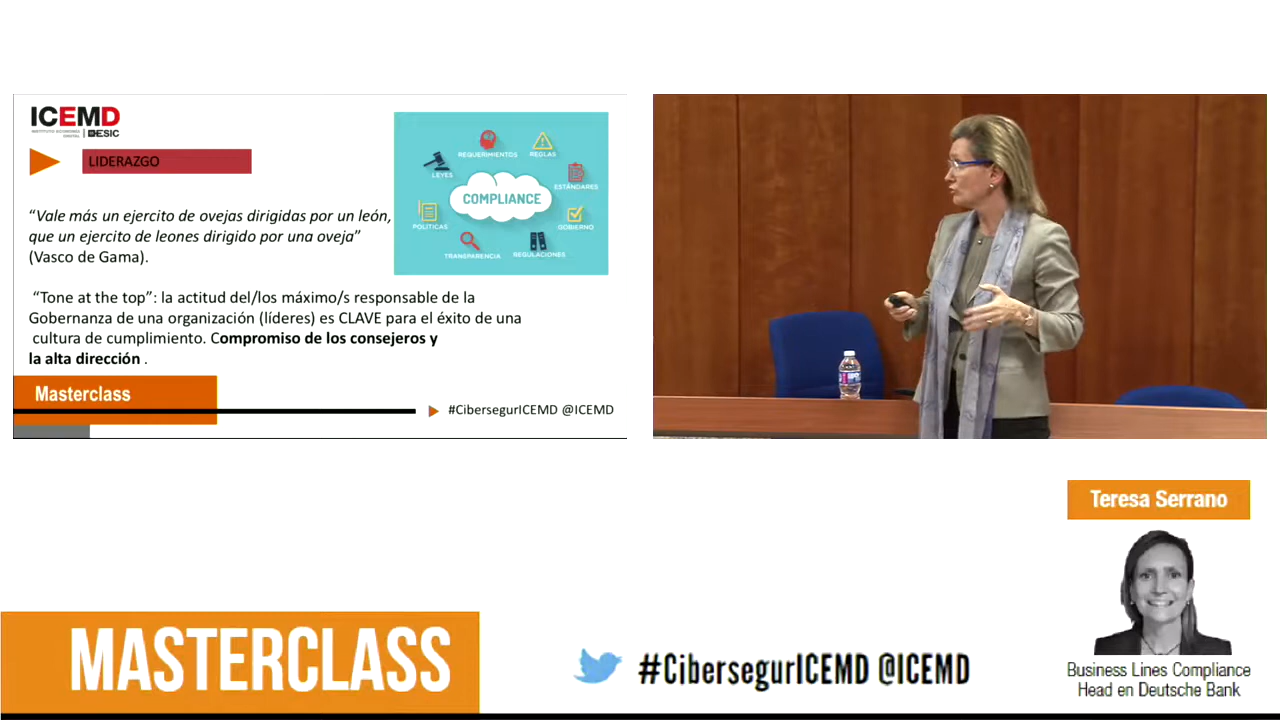 ICEMD
INSTITUTO ECONOMÍA
DIGITAL | ESIC
LIDERAZGO
“Vale más un ejercito de ovejas dirigidas por un león,
que un ejercito de leones dirigido por una oveja”
(Vasco de Gama).
“Tone at the top”: la actitud del/los máximo/s responsable de la
Gobernanza de una organización (líderes) es CLAVE para el éxito de una
cultura de cumplimiento. Compromiso de los consejeros y
la alta dirección .
REQUERIMIENTOS
REGLAS
LEYES
ESTÁNDARES
COMPLIANCE
POLÍTICAS
GOBIERNO
TRANSPARENCIA
REGULACIONES
Masterclass
#CibersegurICEMD @ICEMD
Teresa Serrano
Business Lines Compliance
Head en Deutsche Bank
MASTERCLASS
#CibersegurICEMD @ICEMD